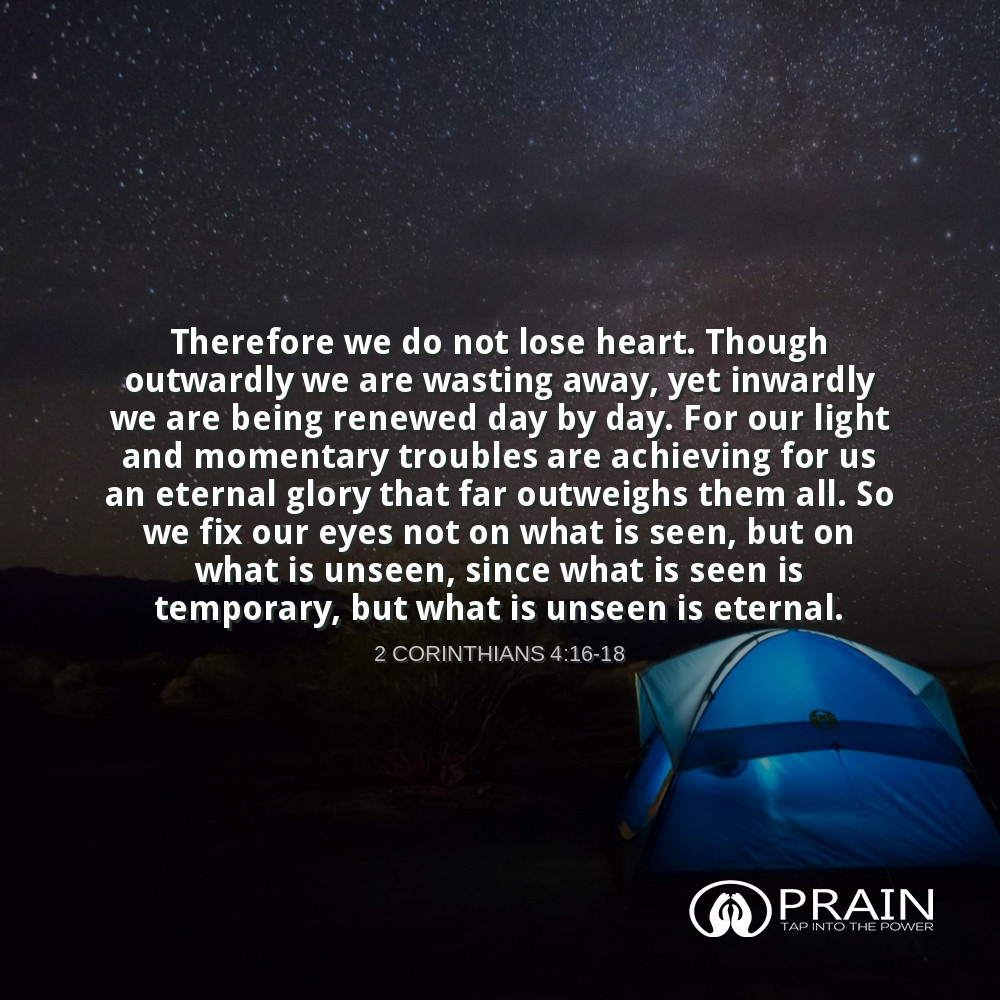 Therefore we do not lose heart. Though
outwardly we are wasting away, yet inwardly
we are being renewed day by day. For our light
and momentary troubles are achieving for us
an eternal glory that far outweighs them all. So
we fix our eyes not on what is seen, but on
what is unseen, since what is seen is
temporary, but what is unseen is eternal.
2 CORINTHIANS 4:16-18
PRAIN
TAP INTO THE POWER